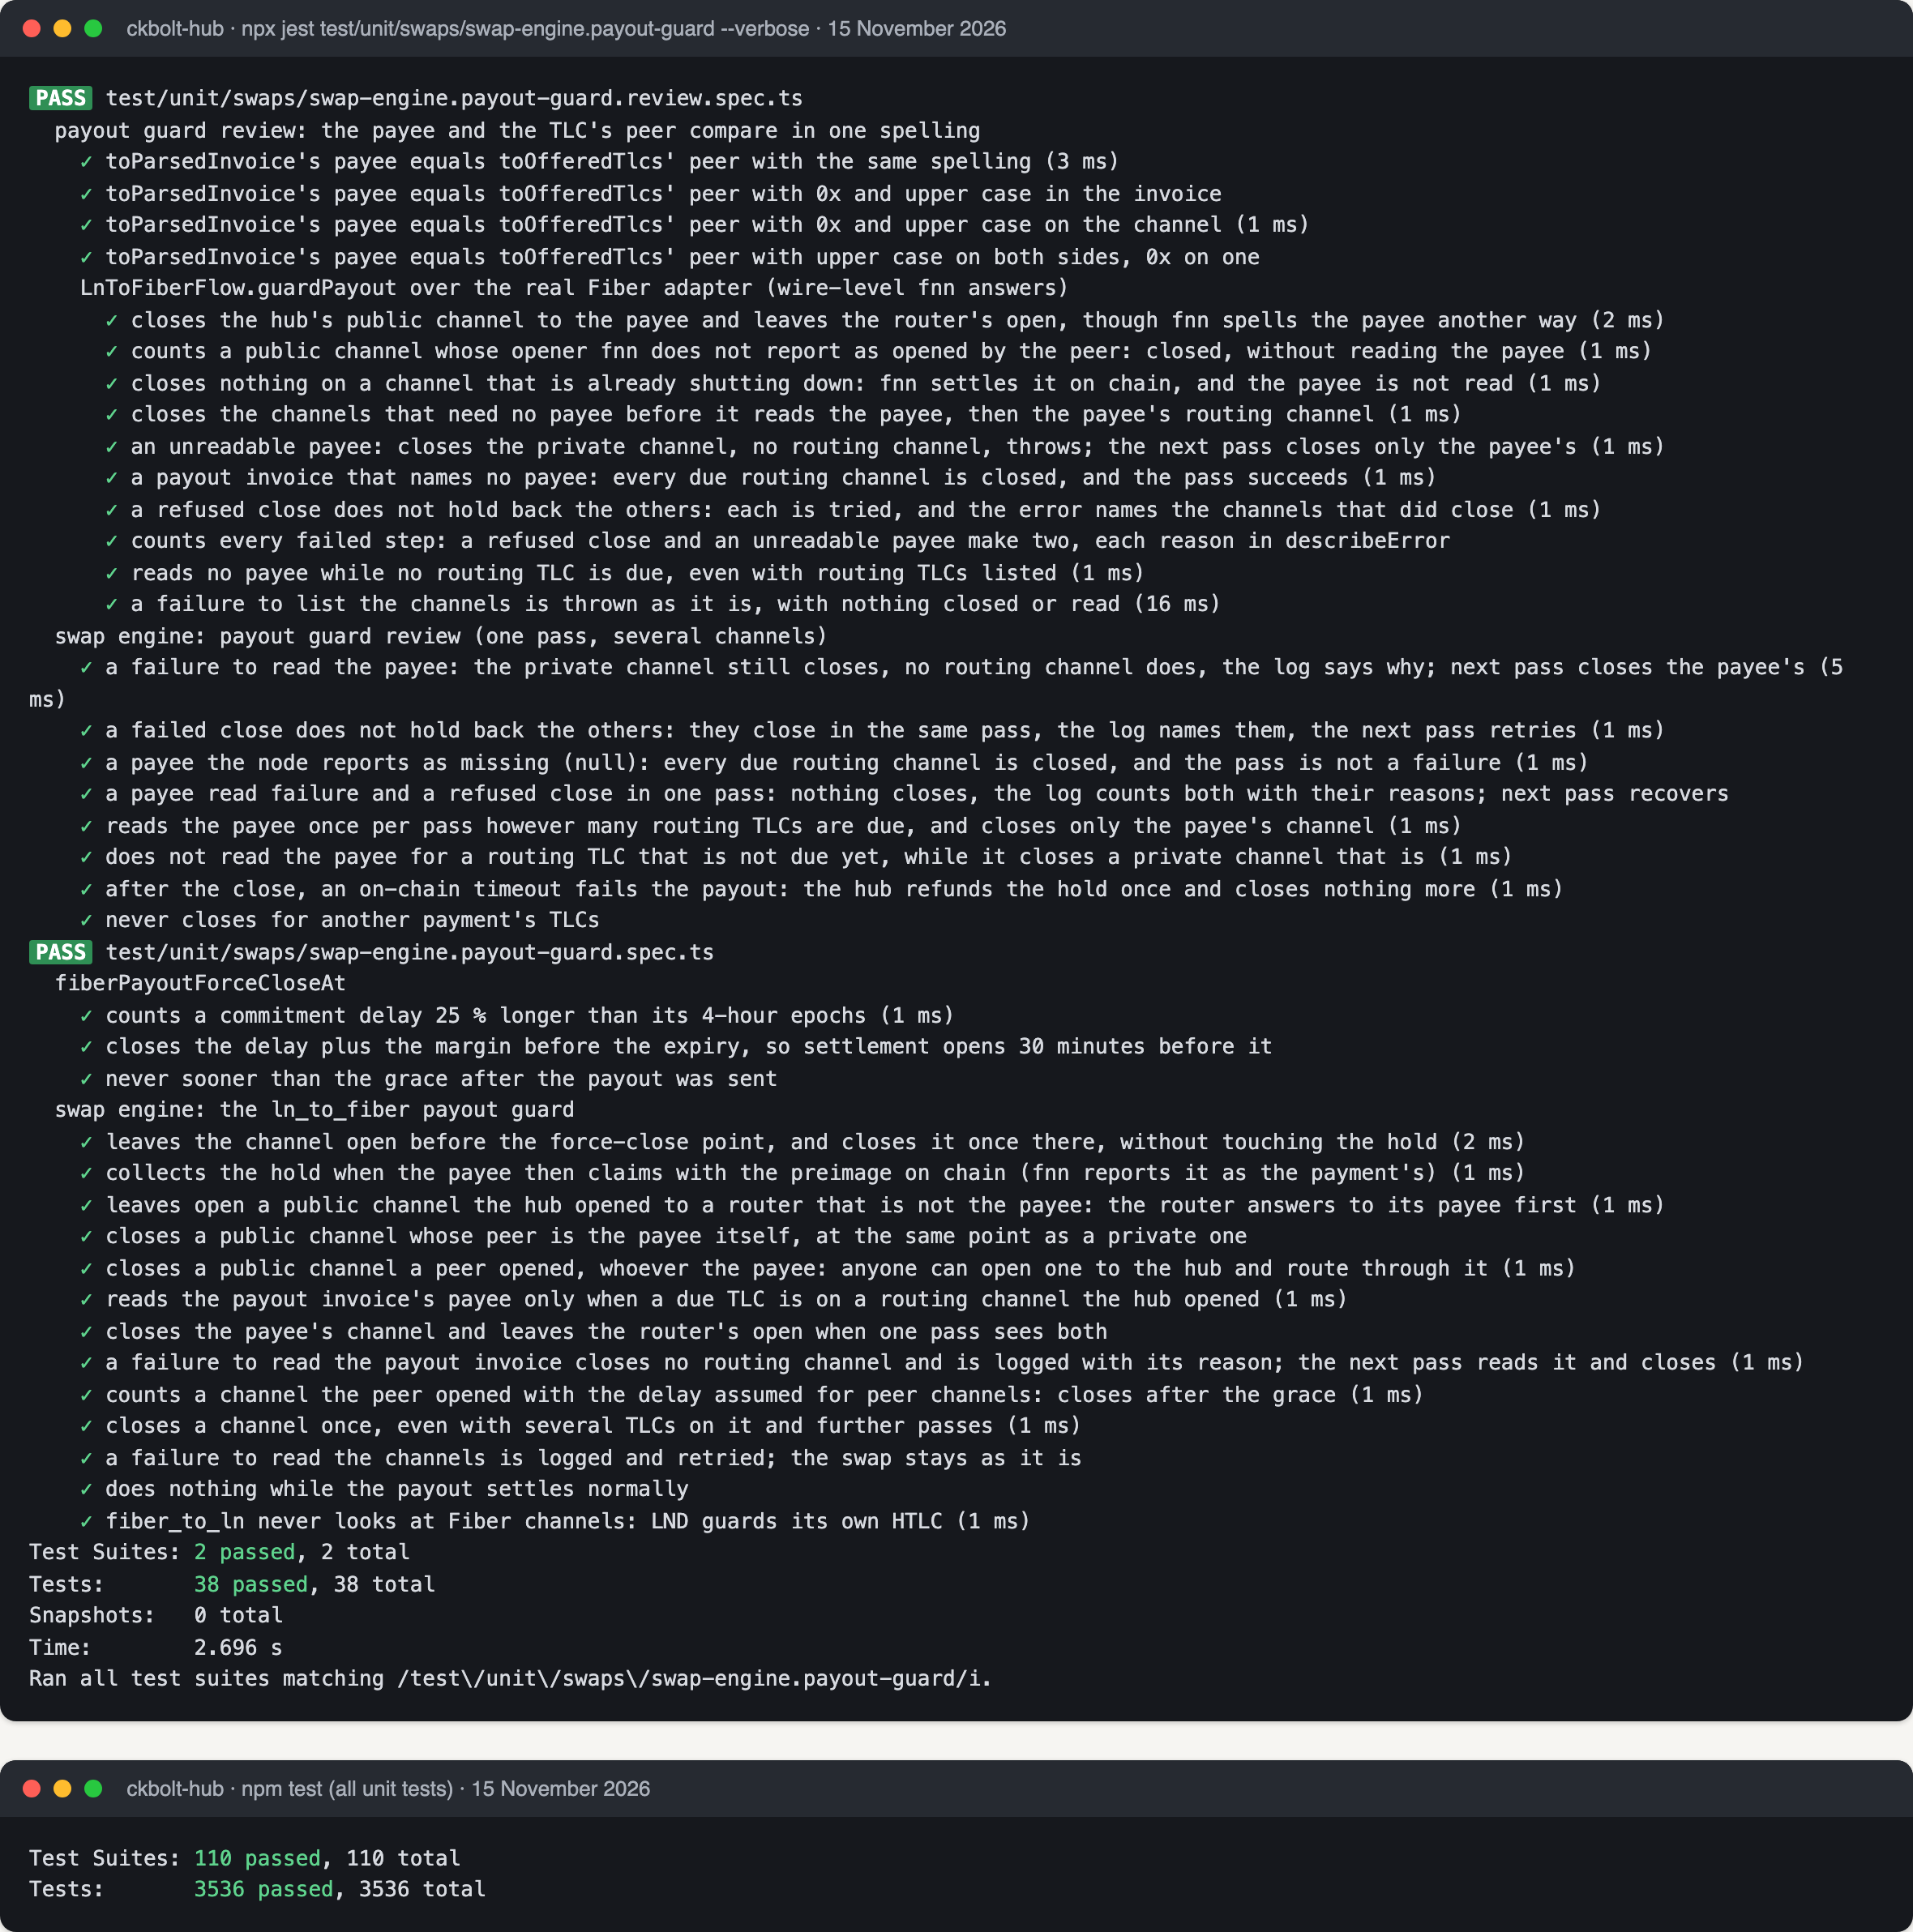 ckbolt-hub · npx jest test/unit/swaps/swap-engine.payout-guard --verbose · 15 November 2026
PASS test/unit/swaps/swap-engine.payout-guard.review.spec.ts
payout guard review: the payee and the TLC's peer compare in one spelling
✓ toParsedInvoice's payee equals toOfferedTlcs' peer with the same spelling (3 ms)
✓ toParsedInvoice's payee equals toOfferedTlcs' peer with 0x and upper case in the invoice
✓ toParsedInvoice's payee equals toOfferedTlcs' peer with 0x and upper case on the channel (1 ms)
✓ toParsedInvoice's payee equals toOfferedTlcs' peer with upper case on both sides, 0x on one
LnToFiberFlow.guardPayout over the real Fiber adapter (wire-level fnn answers)
✓ closes the hub's public channel to the payee and leaves the router's open, though fnn spells the payee another way (2 ms)
✓ counts a public channel whose opener fnn does not report as opened by the peer: closed, without reading the payee (1 ms)
✓ closes nothing on a channel that is already shutting down: fnn settles it on chain, and the payee is not read (1 ms)
✓ closes the channels that need no payee before it reads the payee, then the payee's routing channel (1 ms)
✓ an unreadable payee: closes the private channel, no routing channel, throws; the next pass closes only the payee's (1 ms)
✓ a payout invoice that names no payee: every due routing channel is closed, and the pass succeeds (1 ms)
✓ a refused close does not hold back the others: each is tried, and the error names the channels that did close (1 ms)
✓ counts every failed step: a refused close and an unreadable payee make two, each reason in describeError
✓ reads no payee while no routing TLC is due, even with routing TLCs listed (1 ms)
✓ a failure to list the channels is thrown as it is, with nothing closed or read (16 ms)
swap engine: payout guard review (one pass, several channels)
✓ a failure to read the payee: the private channel still closes, no routing channel does, the log says why; next pass closes the payee's (5
ms)
✓ a failed close does not hold back the others: they close in the same pass, the log names them, the next pass retries (1 ms)
✓ a payee the node reports as missing (null): every due routing channel is closed, and the pass is not a failure (1 ms)
✓ a payee read failure and a refused close in one pass: nothing closes, the log counts both with their reasons; next pass recovers
✓ reads the payee once per pass however many routing TLCs are due, and closes only the payee's channel (1 ms)
✓ does not read the payee for a routing TLC that is not due yet, while it closes a private channel that is (1 ms)
✓ after the close, an on-chain timeout fails the payout: the hub refunds the hold once and closes nothing more (1 ms)
✓ never closes for another payment's TLCs
PASS test/unit/swaps/swap-engine.payout-guard.spec.ts
fiberPayoutForceCloseAt
✓ counts a commitment delay 25 % longer than its 4-hour epochs (1 ms)
✓ closes the delay plus the margin before the expiry, so settlement opens 30 minutes before it
✓ never sooner than the grace after the payout was sent
swap engine: the ln_to_fiber payout guard
✓ leaves the channel open before the force-close point, and closes it once there, without touching the hold (2 ms)
✓ collects the hold when the payee then claims with the preimage on chain (fnn reports it as the payment's) (1 ms)
✓ leaves open a public channel the hub opened to a router that is not the payee: the router answers to its payee first (1 ms)
✓ closes a public channel whose peer is the payee itself, at the same point as a private one
✓ closes a public channel a peer opened, whoever the payee: anyone can open one to the hub and route through it (1 ms)
✓ reads the payout invoice's payee only when a due TLC is on a routing channel the hub opened (1 ms)
✓ closes the payee's channel and leaves the router's open when one pass sees both
✓ a failure to read the payout invoice closes no routing channel and is logged with its reason; the next pass reads it and closes (1 ms)
✓ counts a channel the peer opened with the delay assumed for peer channels: closes after the grace (1 ms)
✓ closes a channel once, even with several TLCs on it and further passes (1 ms)
✓ a failure to read the channels is logged and retried; the swap stays as it is
✓ does nothing while the payout settles normally
✓ fiber_to_ln never looks at Fiber channels: LND guards its own HTLC (1 ms)
Test Suites: 2 passed, 2 total
Tests: 38 passed, 38 total
Snapshots: 0 total
Time: 2.696 s
Ran all test suites matching /test\/unit\/swaps\/swap-engine.payout-guard/i.
ckbolt-hub · npm test (all unit tests) · 15 November 2026
Test Suites: 110 passed, 110 total
Tests: 3536 passed, 3536 total